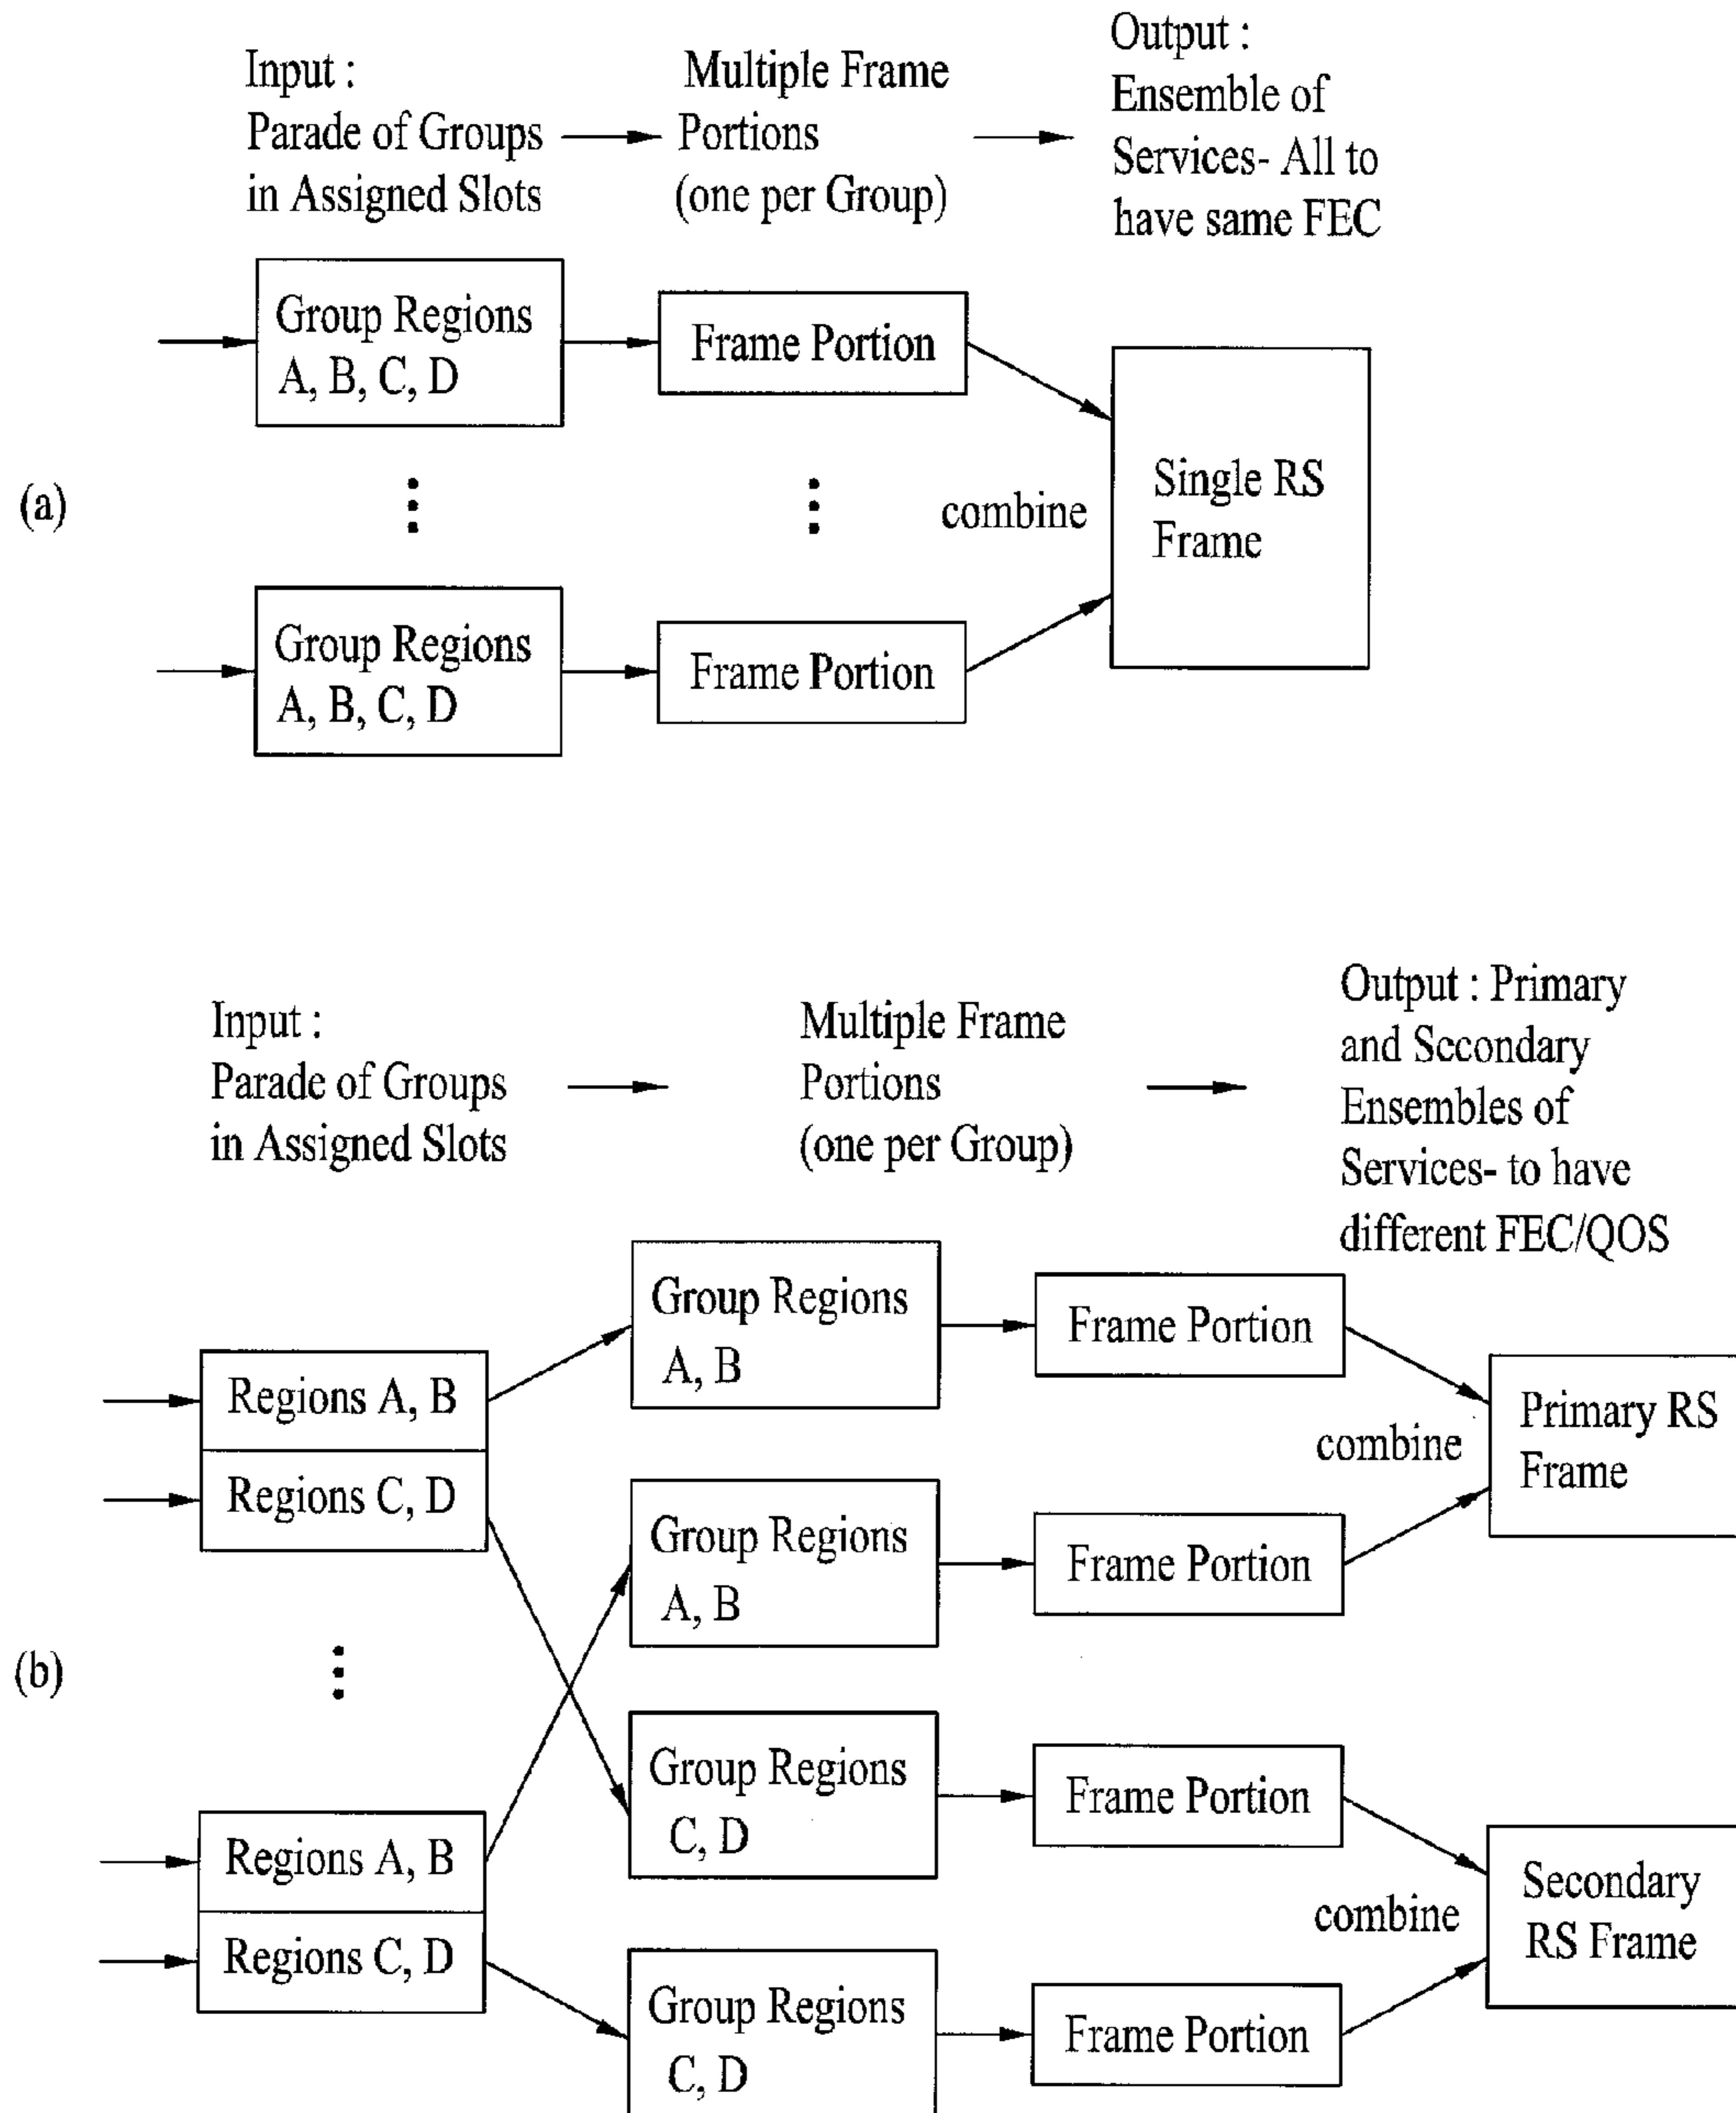 Input :
Parade of Groups
in Assigned Slots
Multiple Frame
Portions
(one per Group)
Output :
Ensemble of
Services- All to
have same FEC
(a)
Group Regions
A, B, C, D
Frame Portion
combine
Single RS
Frame
Group Regions
A, B, C, D
Frame Portion
Input :
Parade of Groups
in Assigned Slots
Multiple Frame
Portions
(one per Group)
Output : Primary
and Secondary
Ensembles of
Services- to have
different FEC/QOS
(b)
Regions A, B
Regions C, D
Group Regions
A, B
Frame Portion
combine
Primary RS
Frame
Group Regions
A, B
Frame Portion
Regions A, B
Regions C, D
Group Regions
C, D
Frame Portion
combine
Secondary
RS Frame
Group Regions
C, D
Frame Portion